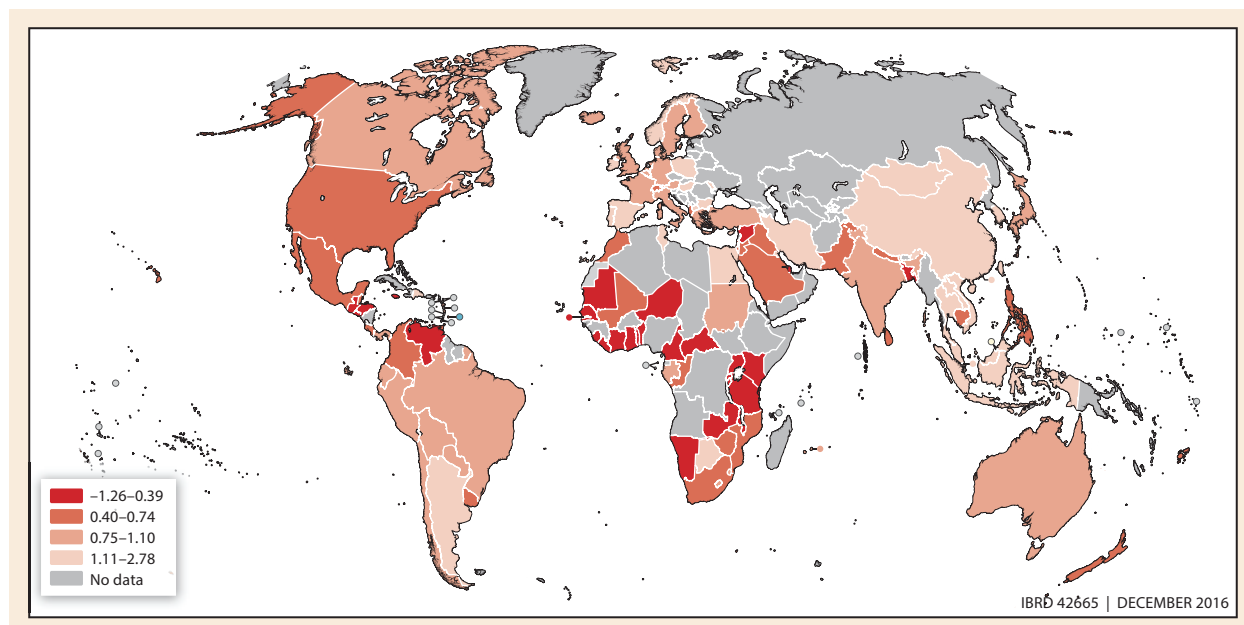 –1.26–0.39
0.40–0.74
0.75–1.10
1.11–2.78
No data
IBRD 42665 | DECEMBER 2016